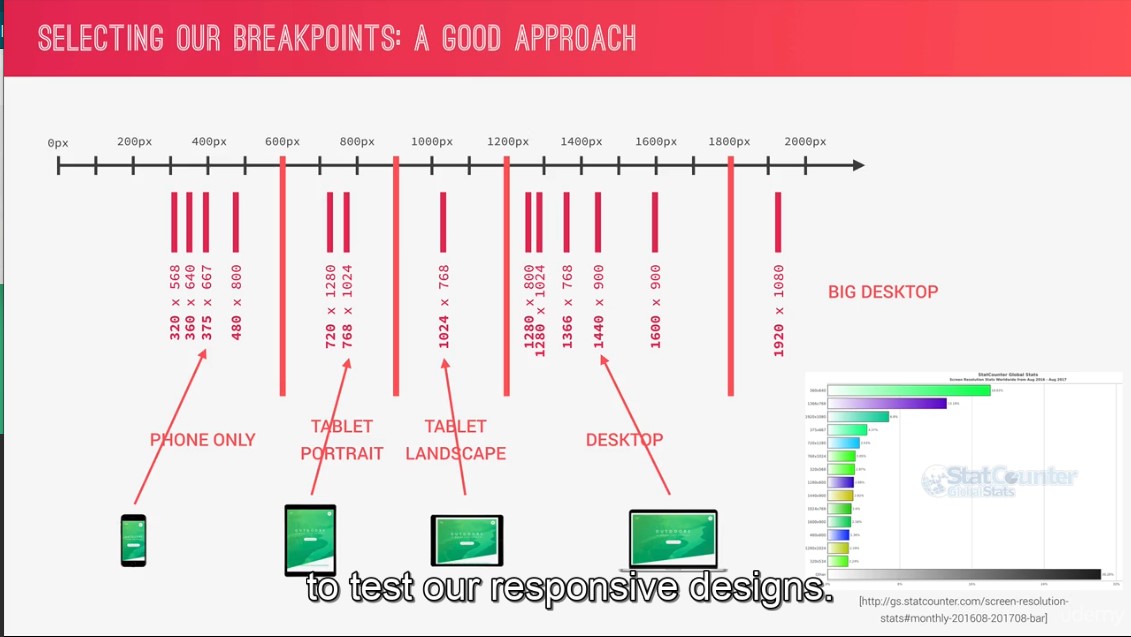 SELECTING OUR BREAKPOINTS: A GOOD APPROACH
0px 200px 400px 600px 800px 1000px 1200px 1400px 1600px 1800px 2000px
320 x 568
360 x 640
375 x 667
480 x 800
720 x 1280
768 x 1024
1024 x 768
1280 x 800
1280 x 1024
1366 x 768
1440 x 900
1600 x 900
1920 x 1080
BIG DESKTOP
PHONE ONLY
TABLET
PORTRAIT
TABLET
LANDSCAPE
DESKTOP
StatCounter Global Stats
Screen Resolution Stats Worldwide from Aug 2016 - Aug 2017
StatCounter
GlobalStats
to test our responsive designs.
[http://gs.statcounter.com/screen-resolution-
stats#monthly-201608-201708-bar]
udemy